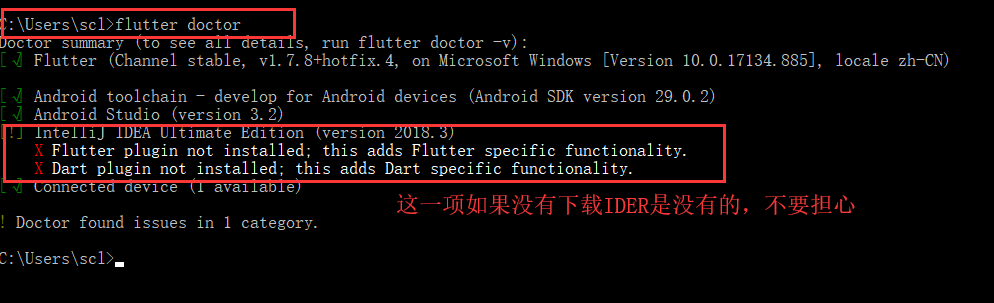 C:\Users\scl>flutter doctor
Doctor summary (to see all details, run flutter doctor -v):
[√] Flutter (Channel stable, v1.7.8+hotfix.4, on Microsoft Windows [Version 10.0.17134.885], locale zh-CN)
[√] Android toolchain - develop for Android devices (Android SDK version 29.0.2)
[√] Android Studio (version 3.2)
[!] IntelliJ IDEA Ultimate Edition (version 2018.3)
X Flutter plugin not installed; this adds Flutter specific functionality.
X Dart plugin not installed; this adds Dart specific functionality.
[√] Connected device (1 available)
这一项如果没有下载IDER是没有的，不要担心
! Doctor found issues in 1 category.
C:\Users\scl>